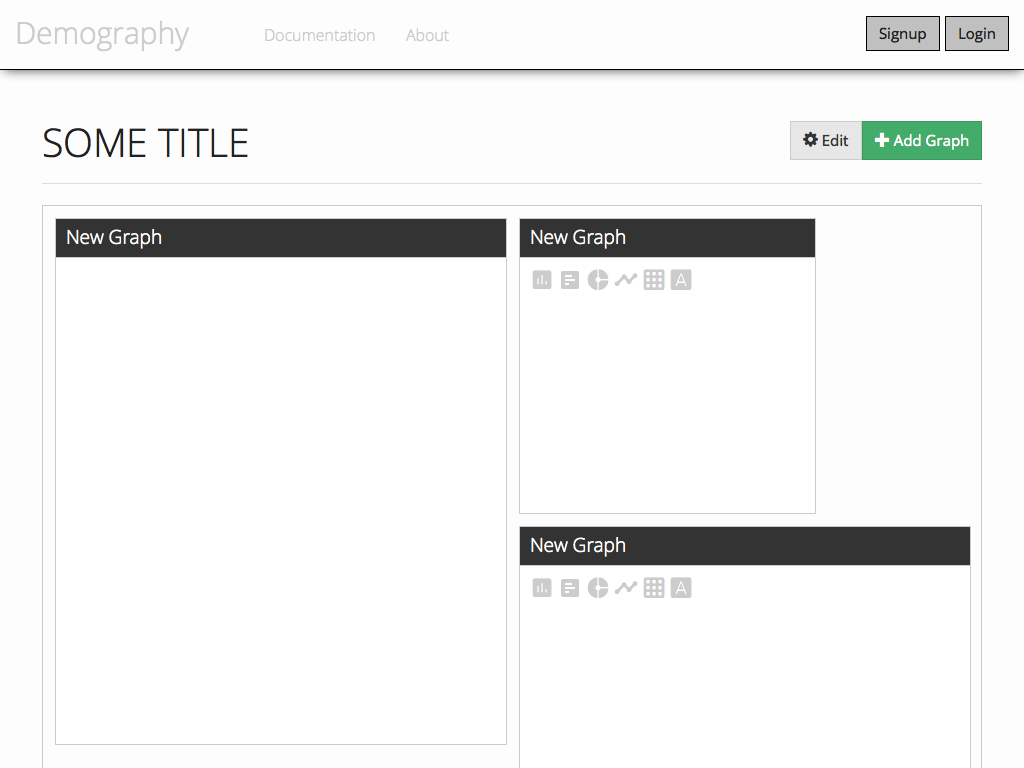 Demography
Documentation
About
Signup
Login
SOME TITLE
Edit
Add Graph
New Graph
New Graph
A
New Graph
A